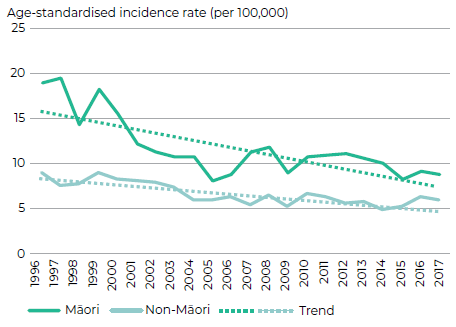 Age-standardised incidence rate (per 100,000)
25
20
15
10
5
0
1996 1997 1998 1999 2000 2001 2002 2003 2004 2005 2006 2007 2008 2009 2010 2011 2012 2013 2014 2015 2016 2017
Māori Non-Māori Trend